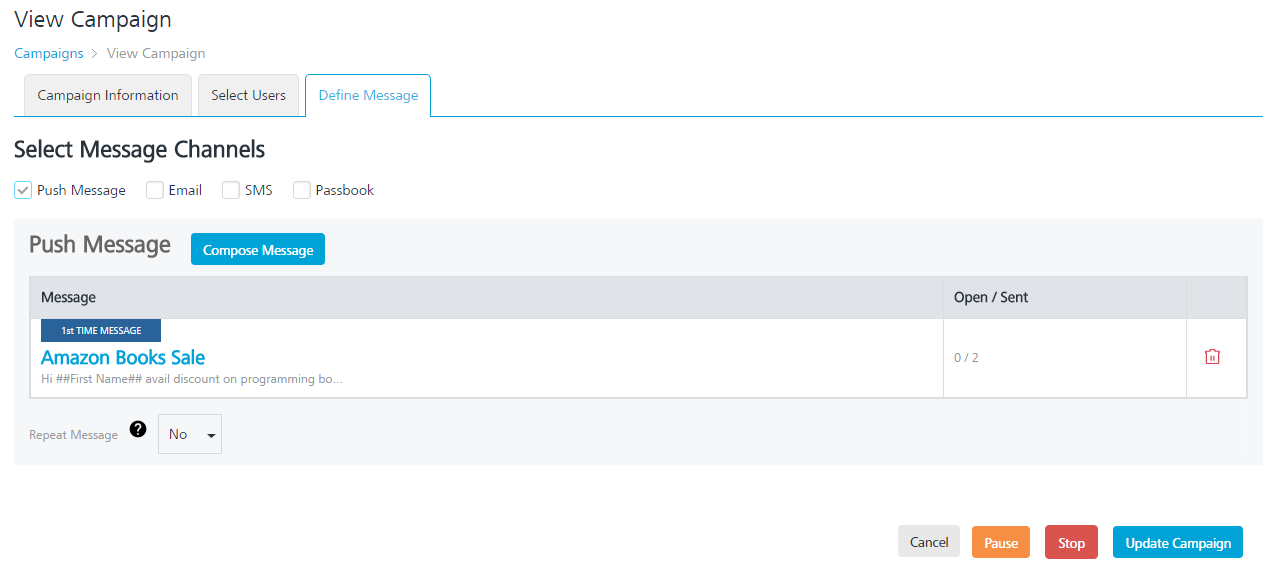 View Campaign
Campaigns > View Campaign
Campaign Information Select Users Define Message
Select Message Channels
Push Message Email SMS Passbook
Push Message Compose Message
Message Open / Sent
1st TIME MESSAGE
Amazon Books Sale
0 / 2
Hi ##First Name## avail discount on programming bo...
Repeat Message ? No
Cancel Pause Stop Update Campaign